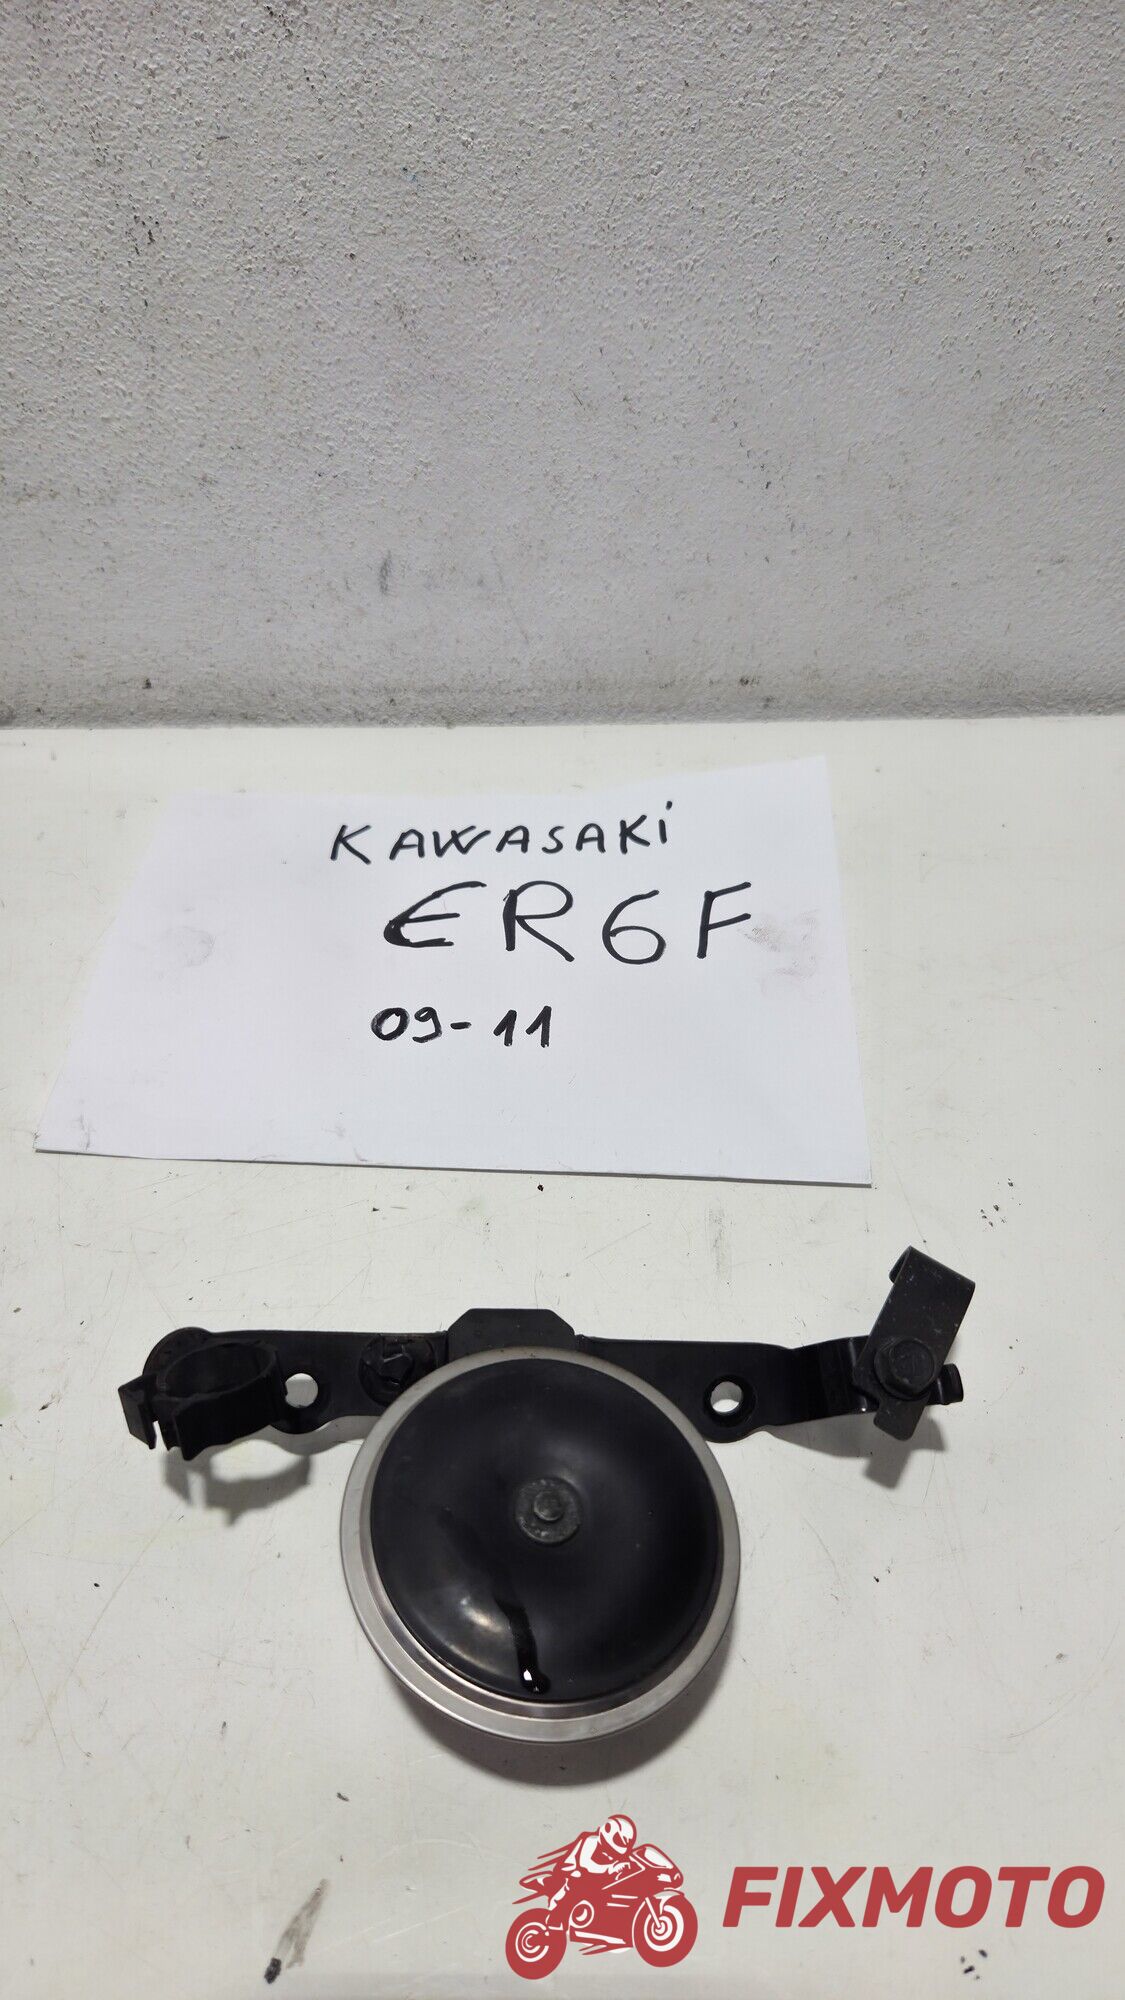 KAWASAKi
ER6F
09-11
FIXMOTO